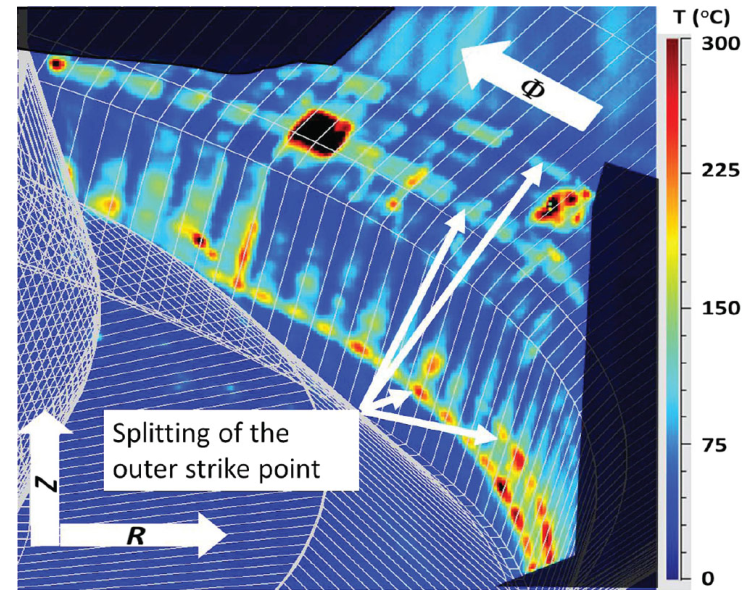 T (°C)
300
Φ
225
150
Splitting of the
outer strike point
75
Z
R
0